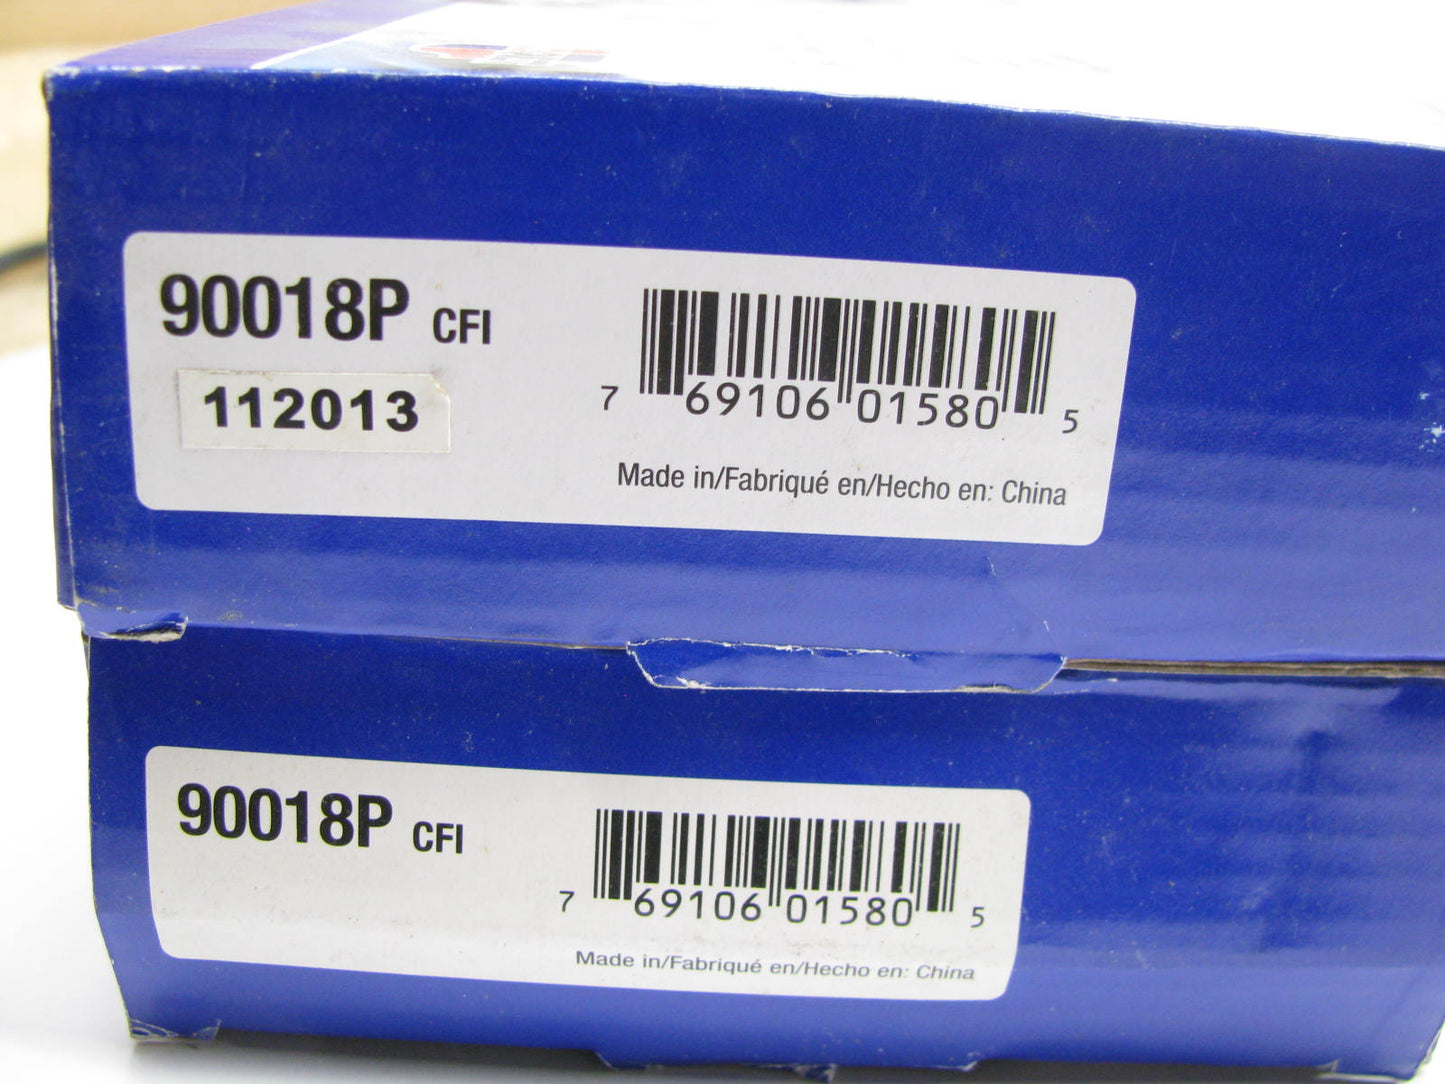 90018P CFI
112013
7 69106 01580 5
Made in/Fabriqué en/Hecho en: China
90018P CFI
7 69106 01580 5
Made in/Fabriqué en/Hecho en: China